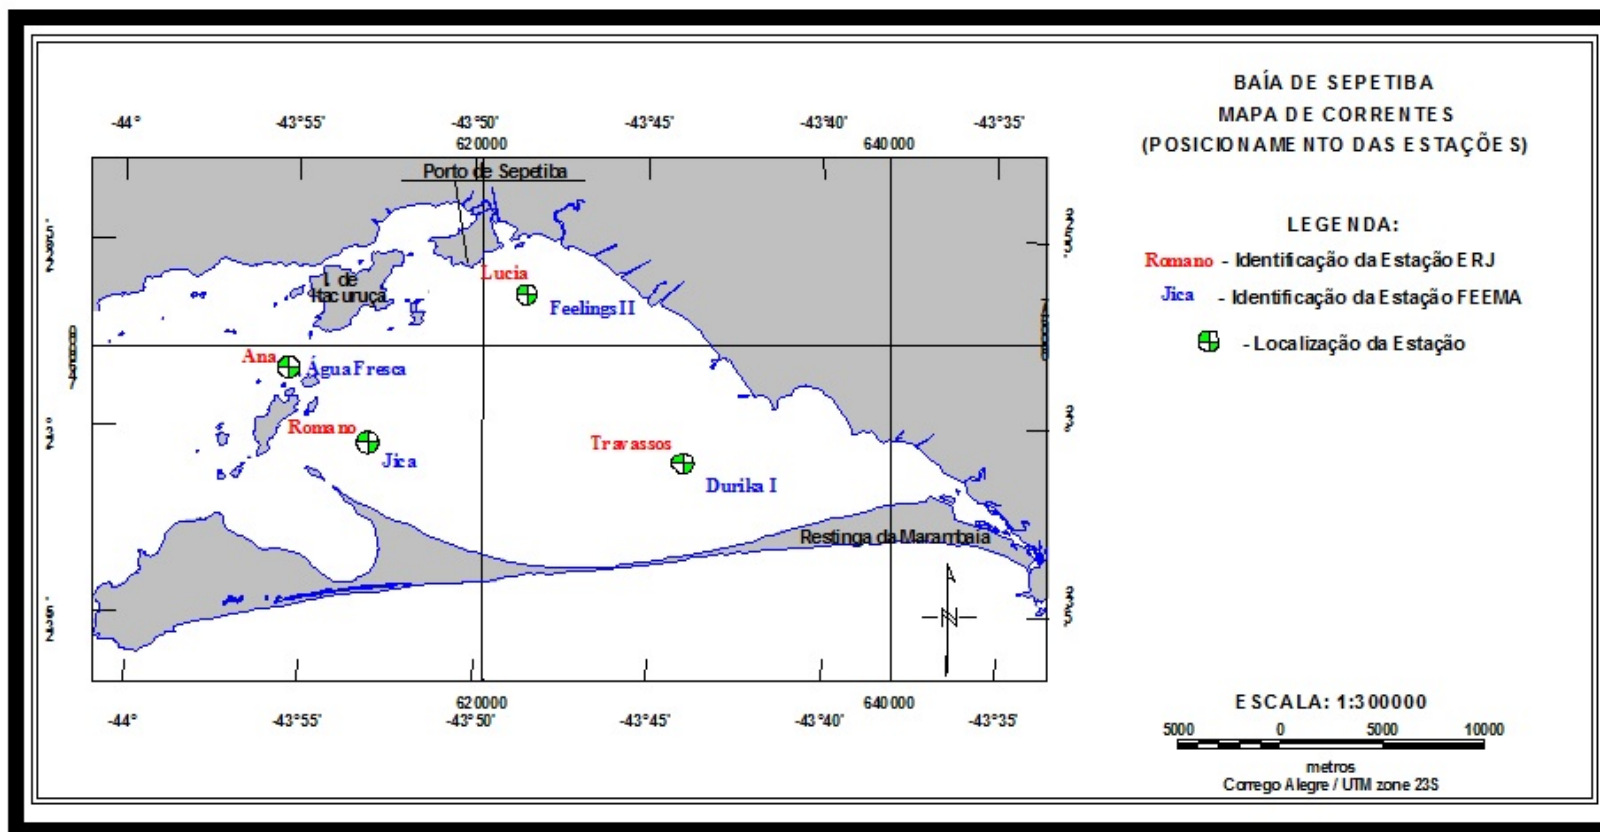 BAÍA DE SEPETIBA
MAPA DE CORRENTES
(POSICIONAMENTO DAS ESTAÇÕES)
-44°
-43°55'
-43°50'
-43°45'
-43°40'
-43°35'
620000
640000
Porto de Sepetiba
I. de
Itacuruçá
Lucia
Feelings II
Ana
Água Fresca
Romano
Jica
Travassos
Durika I
Restinga da Marambaia
N
620000
640000
-44°
-43°55'
-43°50'
-43°45'
-43°40'
-43°35'
LEGENDA:
Romano - Identificação da Estação ERJ
Jica - Identificação da Estação FEEMA
- Localização da Estação
ESCALA: 1:300000
5000 0 5000 10000
metros
Corrego Alegre / UTM zone 23S